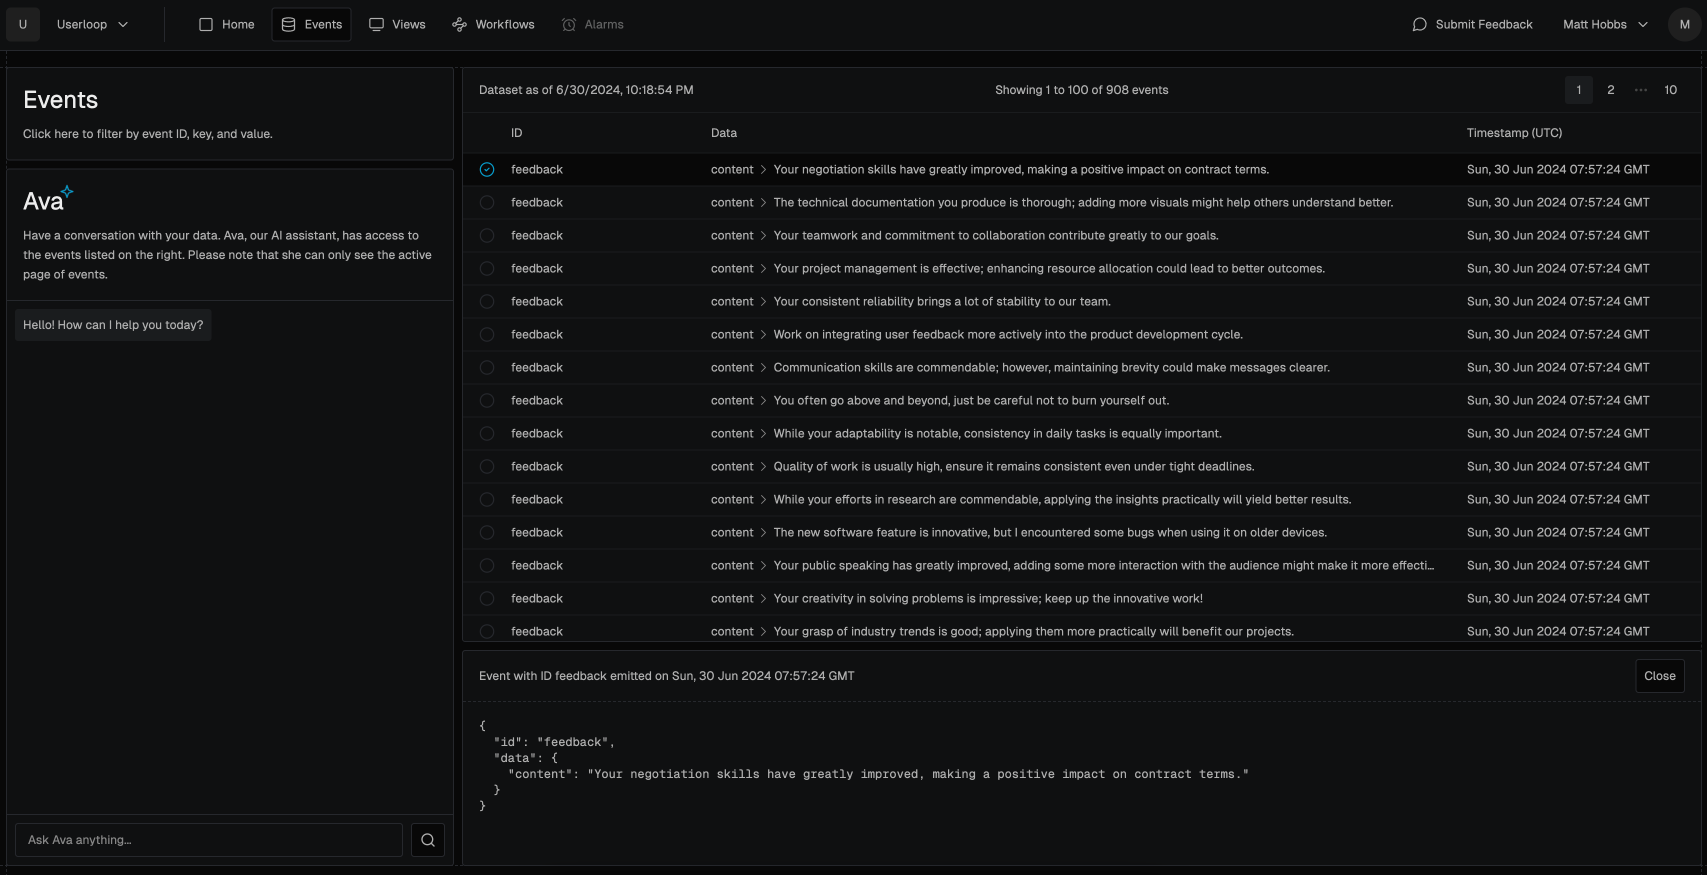 U
Userloop
Home
Events
Views
Workflows
Alarms
Submit Feedback
Matt Hobbs
M
Events
Click here to filter by event ID, key, and value.
Ava
Have a conversation with your data. Ava, our AI assistant, has access to
the events listed on the right. Please note that she can only see the active
page of events.
Hello! How can I help you today?
Ask Ava anything...
Dataset as of 6/30/2024, 10:18:54 PM
Showing 1 to 100 of 908 events
1 2 ··· 10
ID Data Timestamp (UTC)
feedback content > Your negotiation skills have greatly improved, making a positive impact on contract terms. Sun, 30 Jun 2024 07:57:24 GMT
feedback content > The technical documentation you produce is thorough; adding more visuals might help others understand better. Sun, 30 Jun 2024 07:57:24 GMT
feedback content > Your teamwork and commitment to collaboration contribute greatly to our goals. Sun, 30 Jun 2024 07:57:24 GMT
feedback content > Your project management is effective; enhancing resource allocation could lead to better outcomes. Sun, 30 Jun 2024 07:57:24 GMT
feedback content > Your consistent reliability brings a lot of stability to our team. Sun, 30 Jun 2024 07:57:24 GMT
feedback content > Work on integrating user feedback more actively into the product development cycle. Sun, 30 Jun 2024 07:57:24 GMT
feedback content > Communication skills are commendable; however, maintaining brevity could make messages clearer. Sun, 30 Jun 2024 07:57:24 GMT
feedback content > You often go above and beyond, just be careful not to burn yourself out. Sun, 30 Jun 2024 07:57:24 GMT
feedback content > While your adaptability is notable, consistency in daily tasks is equally important. Sun, 30 Jun 2024 07:57:24 GMT
feedback content > Quality of work is usually high, ensure it remains consistent even under tight deadlines. Sun, 30 Jun 2024 07:57:24 GMT
feedback content > While your efforts in research are commendable, applying the insights practically will yield better results. Sun, 30 Jun 2024 07:57:24 GMT
feedback content > The new software feature is innovative, but I encountered some bugs when using it on older devices. Sun, 30 Jun 2024 07:57:24 GMT
feedback content > Your public speaking has greatly improved, adding some more interaction with the audience might make it more effecti... Sun, 30 Jun 2024 07:57:24 GMT
feedback content > Your creativity in solving problems is impressive; keep up the innovative work! Sun, 30 Jun 2024 07:57:24 GMT
feedback content > Your grasp of industry trends is good; applying them more practically will benefit our projects. Sun, 30 Jun 2024 07:57:24 GMT
Event with ID feedback emitted on Sun, 30 Jun 2024 07:57:24 GMT
Close
{
"id": "feedback",
"data": {
"content": "Your negotiation skills have greatly improved, making a positive impact on contract terms."
}
}